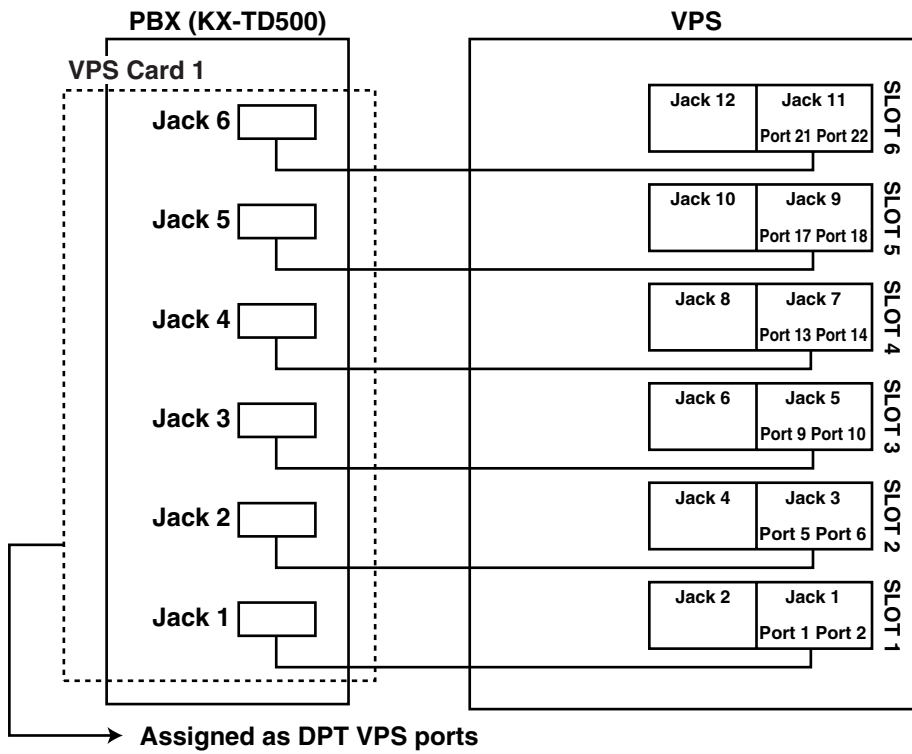 PBX (KX-TD500)
VPS
VPS Card 1
Jack 6
Jack 12
Jack 11
Port 21 Port 22
SLOT 6
Jack 5
Jack 10
Jack 9
Port 17 Port 18
SLOT 5
Jack 4
Jack 8
Jack 7
Port 13 Port 14
SLOT 4
Jack 3
Jack 6
Jack 5
Port 9 Port 10
SLOT 3
Jack 2
Jack 4
Jack 3
Port 5 Port 6
SLOT 2
Jack 1
Jack 2
Jack 1
Port 1 Port 2
SLOT 1
Assigned as DPT VPS ports